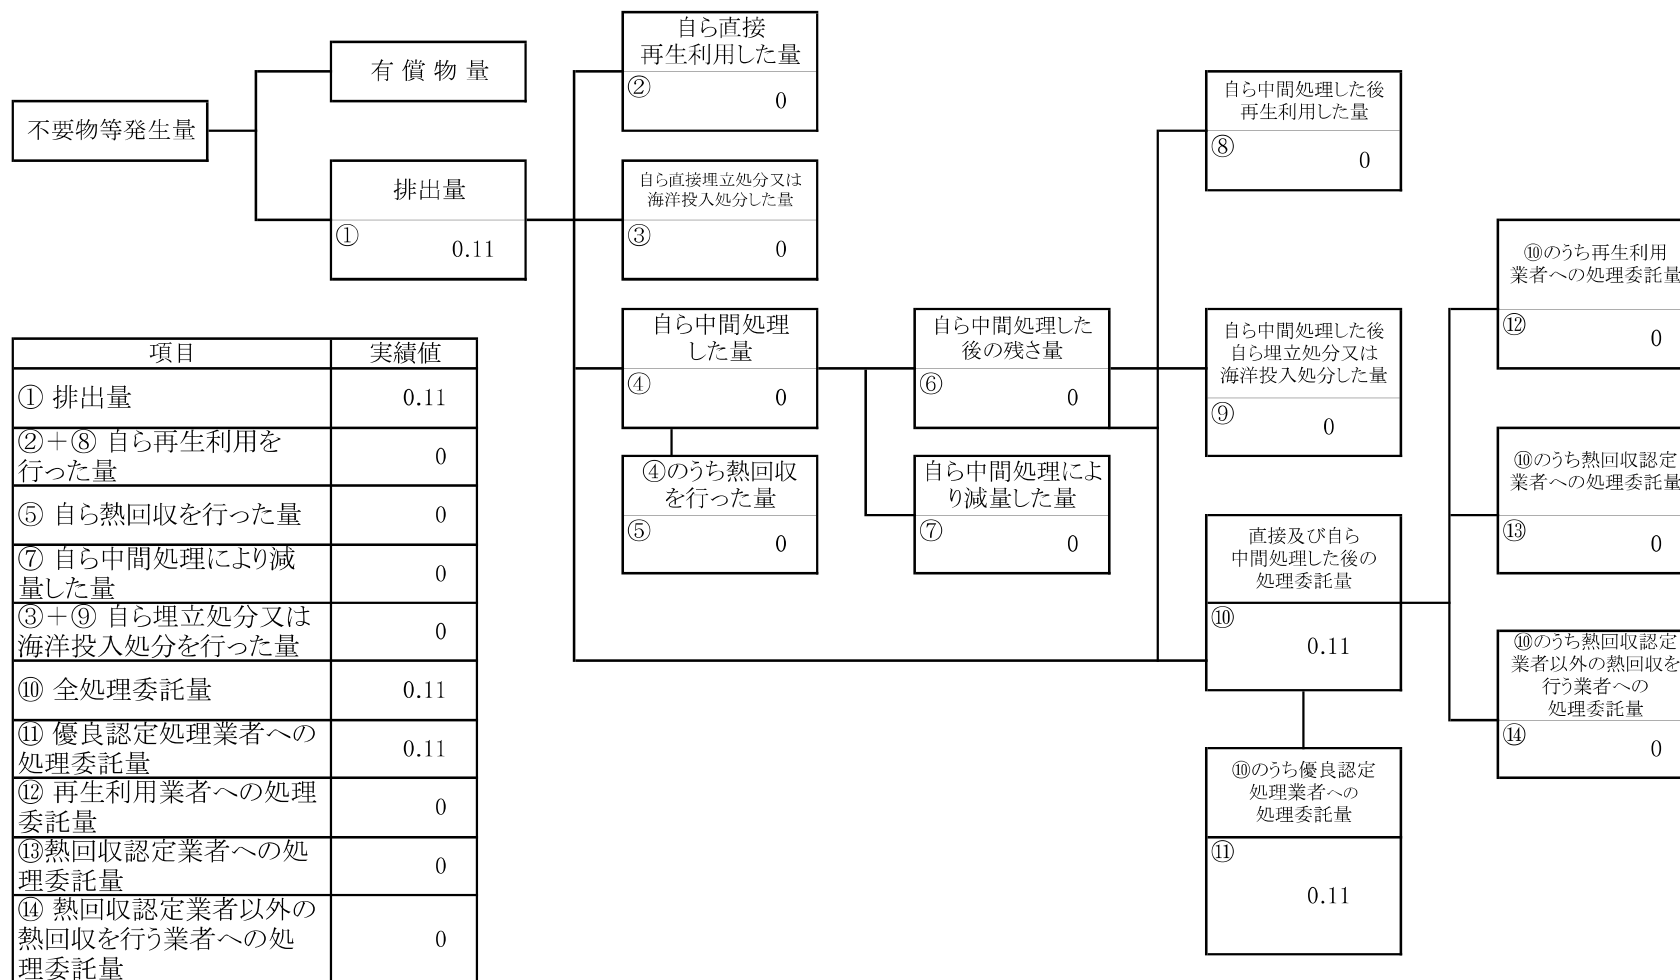 不要物等発生量
有償物量
排出量
①
0.11
自ら直接
再生利用した量
②
0
自ら直接埋立処分又は
海洋投入処分した量
③
0
自ら中間処理
した量
④
0
④のうち熱回収
を行った量
⑤
0
自ら中間処理した
後の残さ量
⑥
0
自ら中間処理によ
り減量した量
⑦
0
自ら中間処理した後
再生利用した量
⑧
0
自ら中間処理した後
自ら埋立処分又は
海洋投入処分した量
⑨
0
直接及び自ら
中間処理した後の
処理委託量
⑩
0.11
⑩のうち優良認定
処理業者への
処理委託量
⑪
0.11
⑩のうち再生利用
業者への処理委託量
⑫
0
⑩のうち熱回収認定
業者への処理委託量
⑬
0
⑩のうち熱回収認定
業者以外の熱回収を
行う業者への
処理委託量
⑭
0
項目 実績値
① 排出量 0.11
②＋⑧ 自ら再生利用を
行った量 0
⑤ 自ら熱回収を行った量 0
⑦ 自ら中間処理により減
量した量 0
③＋⑨ 自ら埋立処分又は
海洋投入処分を行った量 0
⑩ 全処理委託量 0.11
⑪ 優良認定処理業者への
処理委託量 0.11
⑫ 再生利用業者への処理
委託量 0
⑬熱回収認定業者への処
理委託量 0
⑭ 熱回収認定業者以外の
熱回収を行う業者への処
理委託量 0